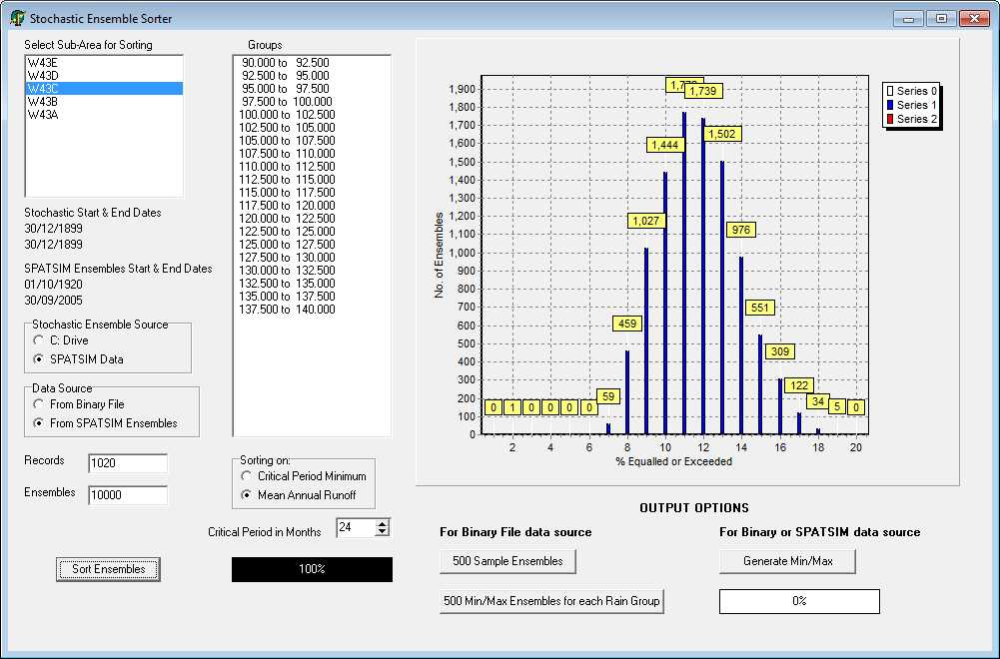 Stochastic Ensemble Sorter
Select Sub-Area for Sorting
W43E
W43D
W43C
W43B
W43A
Stochastic Start & End Dates
30/12/1899
30/12/1899
SPATSIM Ensembles Start & End Dates
01/10/1920
30/09/2005
Stochastic Ensemble Source
C: Drive
SPATSIM Data
Data Source
From Binary File
From SPATSIM Ensembles
Records 1020
Ensembles 10000
Sort Ensembles
Groups
90.000 to 92.500
92.500 to 95.000
95.000 to 97.500
97.500 to 100.000
100.000 to 102.500
102.500 to 105.000
105.000 to 107.500
107.500 to 110.000
110.000 to 112.500
112.500 to 115.000
115.000 to 117.500
117.500 to 120.000
120.000 to 122.500
122.500 to 125.000
125.000 to 127.500
127.500 to 130.000
130.000 to 132.500
132.500 to 135.000
135.000 to 137.500
137.500 to 140.000
Sorting on:
Critical Period Minimum
Mean Annual Runoff
Critical Period in Months 24
100%
No. of Ensembles
1,900
1,800
1,700
1,600
1,500
1,400
1,300
1,200
1,100
1,000
900
800
700
600
500
400
300
200
100
0
0 1 0 0 0 0 59 459 1,027 1,444 1,739 1,502 976 551 309 122 34 5 0
2 4 6 8 10 12 14 16 18 20
% Equalled or Exceeded
Series 0
Series 1
Series 2
OUTPUT OPTIONS
For Binary File data source
500 Sample Ensembles
500 Min/Max Ensembles for each Rain Group
For Binary or SPATSIM data source
Generate Min/Max
0%